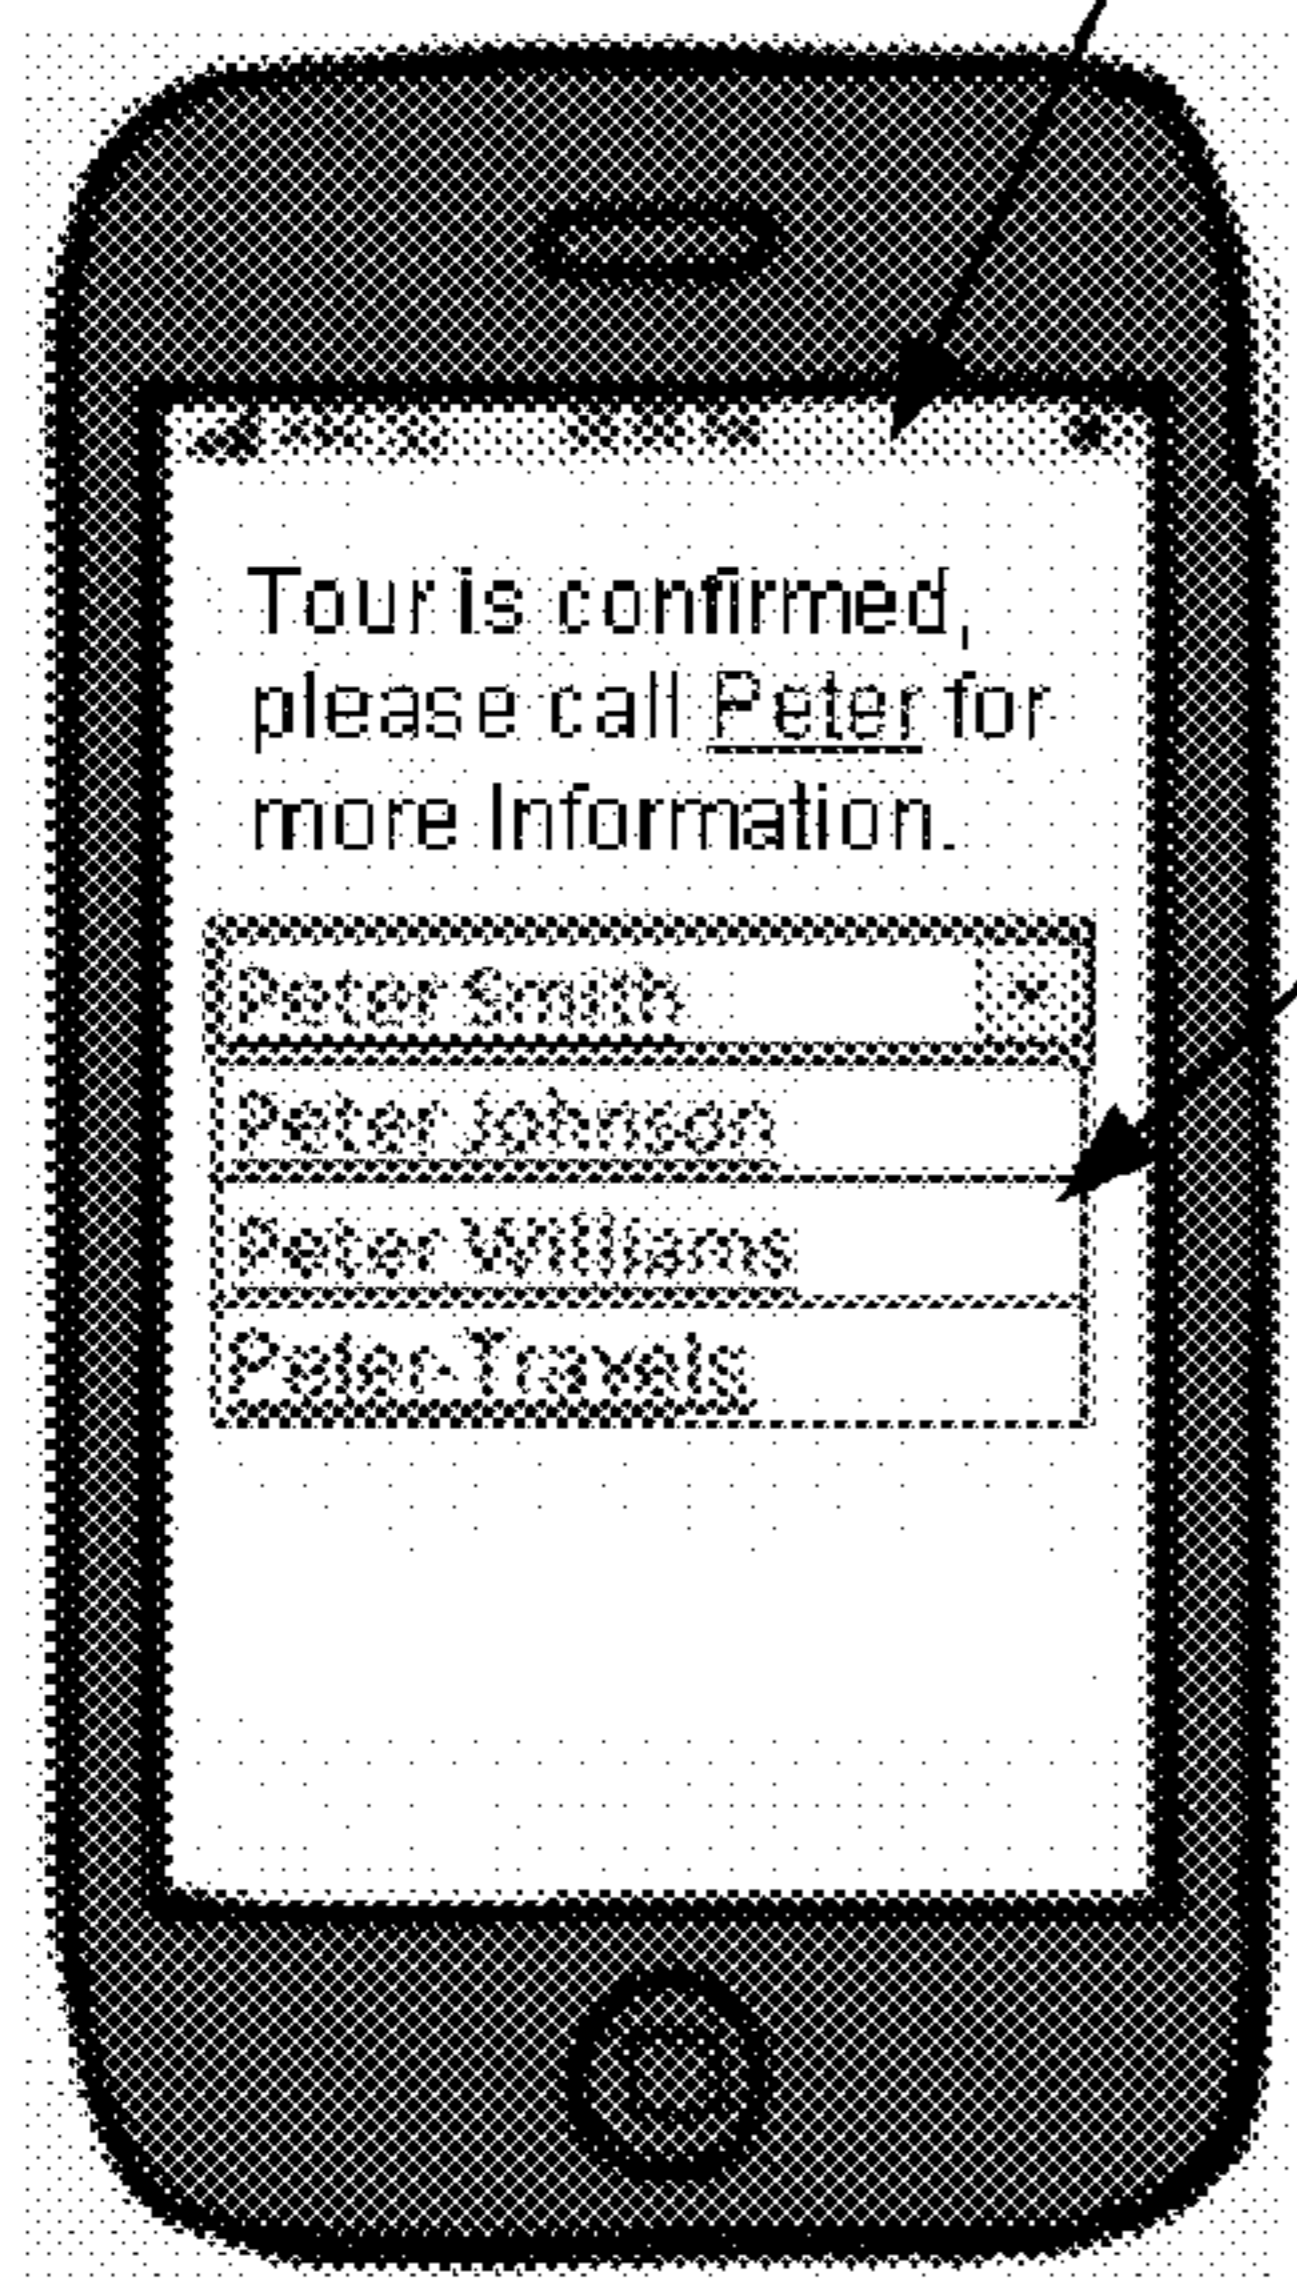 Tour is confirmed,
please call Peter for
more Information.
Peter Smith
Peter Johnson
Peter Williams
Peter Travels